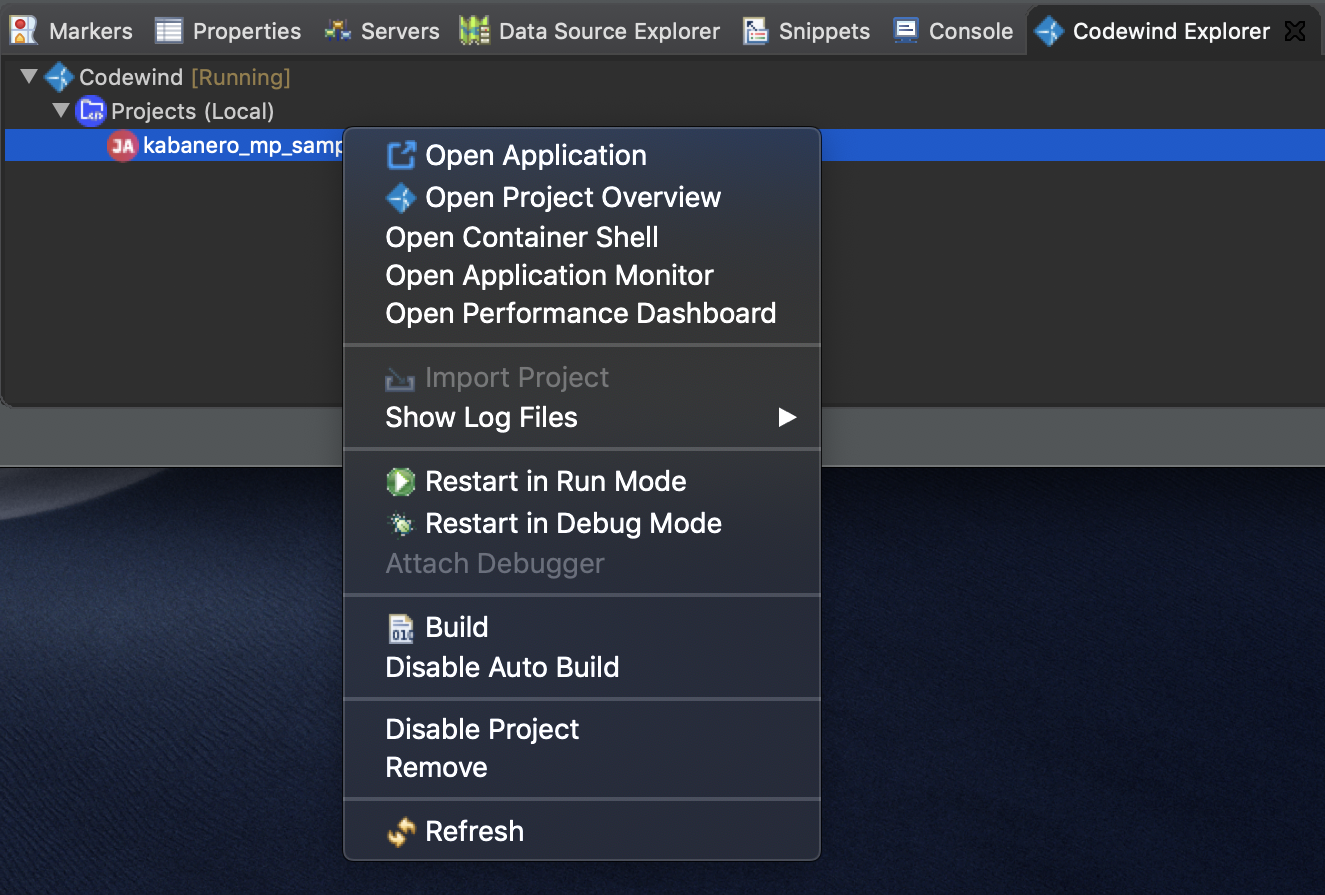 Markers Properties Servers Data Source Explorer Snippets Console Codewind Explorer
Codewind [Running]
Projects (Local)
JA kabanero_mp_samp
Open Application
Open Project Overview
Open Container Shell
Open Application Monitor
Open Performance Dashboard
Import Project
Show Log Files
Restart in Run Mode
Restart in Debug Mode
Attach Debugger
Build
Disable Auto Build
Disable Project
Remove
Refresh